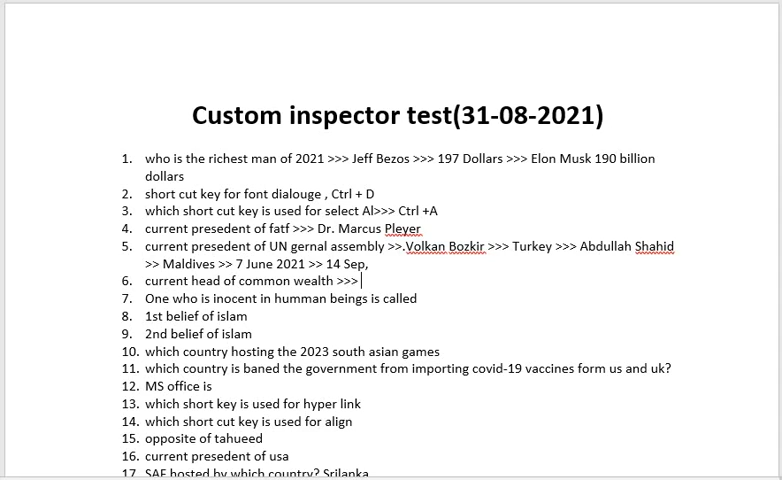 Custom inspector test(31-08-2021)
1. who is the richest man of 2021 >>> Jeff Bezos >>> 197 Dollars >>> Elon Musk 190 billion
dollars
2. short cut key for font dialouge , Ctrl + D
3. which short cut key is used for select Al>>> Ctrl +A
4. current presedent of fatf >>> Dr. Marcus Pleyer
5. current presedent of UN gernal assembly >>.Volkan Bozkir >>> Turkey >>> Abdullah Shahid
>> Maldives >> 7 June 2021 >> 14 Sep,
6. current head of common wealth >>>
7. One who is inocent in humman beings is called
8. 1st belief of islam
9. 2nd belief of islam
10. which country hosting the 2023 south asian games
11. which country is baned the government from importing covid-19 vaccines form us and uk?
12. MS office is
13. which short key is used for hyper link
14. which short cut key is used for align
15. opposite of tahueed
16. current presedent of usa
17. SAF hosted by which country? Srilanka